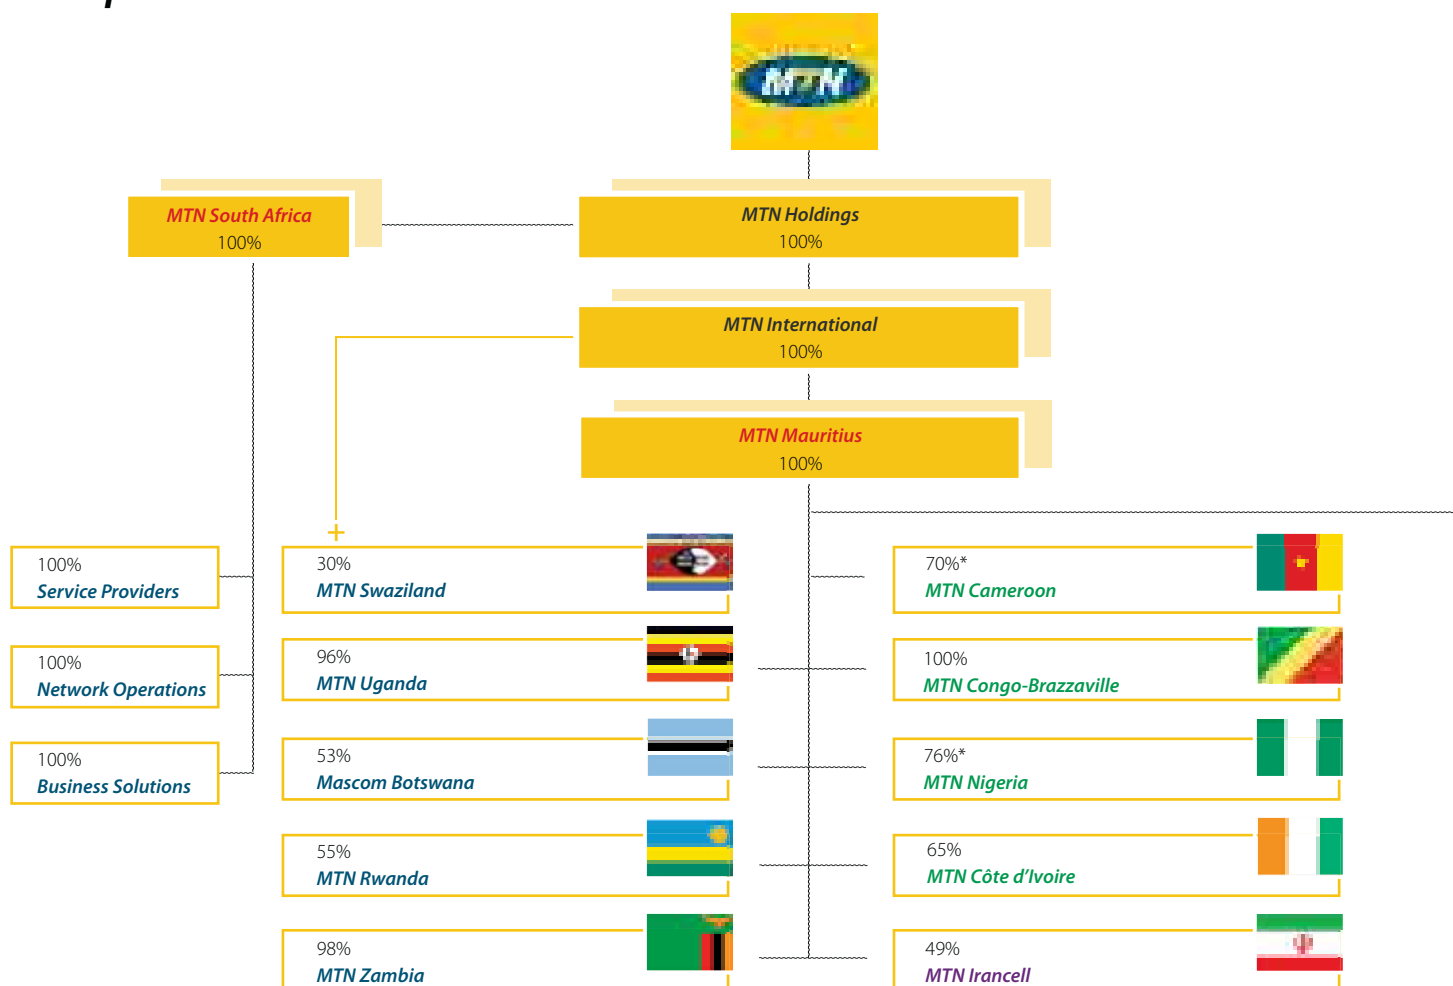 MTN
MTN South Africa
100%
MTN Holdings
100%
MTN International
100%
MTN Mauritius
100%
100%
Service Providers
100%
Network Operations
100%
Business Solutions
30%
MTN Swaziland
96%
MTN Uganda
53%
Mascom Botswana
55%
MTN Rwanda
98%
MTN Zambia
70%*
MTN Cameroon
100%
MTN Congo-Brazzaville
76%*
MTN Nigeria
65%
MTN Côte d’Ivoire
49%
MTN Irancell